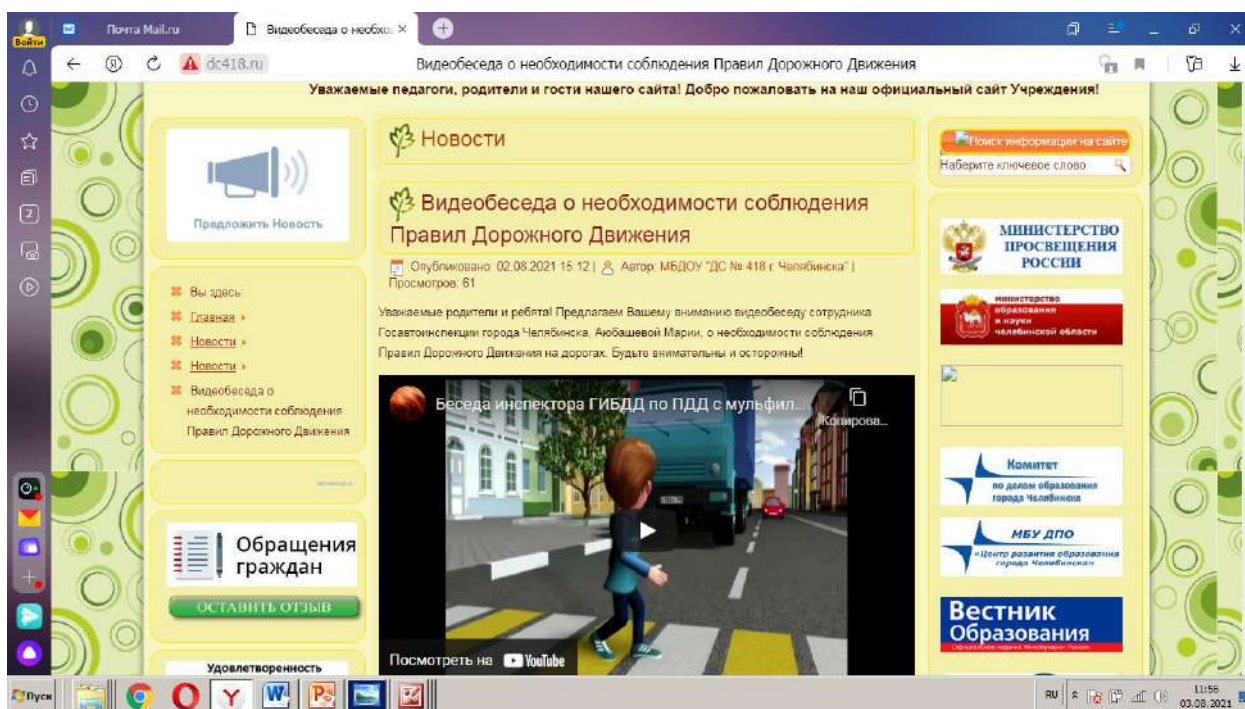 Войти
Почта Mail.ru
Видеобеседа о необхо
dc418.ru
Видеобеседа о необходимости соблюдения Правил Дорожного Движения
Уважаемые педагоги, родители и гости нашего сайта! Добро пожаловать на наш официальный сайт Учреждения!
2
Предложить Новость
Вы здесь:
Главная
Новости
Новости
Видеобеседа о
необходимости соблюдения
Правил Дорожного Движения
Обращения
граждан
ОСТАВИТЬ ОТЗЫВ
Удовлетворенность
Новости
Видеобеседа о необходимости соблюдения
Правил Дорожного Движения
Опубликовано: 02.08.2021 15:12 | Автор: МБДОУ "ДС № 418 г. Челябинска" |
Просмотров: 61
Уважаемые родители и ребята! Предлагаем Вашему вниманию видеобеседу сотрудника
Госавтоинспекции города Челябинска, Аюбашевой Марии, о необходимости соблюдения
Правил Дорожного Движения на дорогах. Будьте внимательны и осторожны!
Беседа инспектора ГИБДД по ПДД с мульфил...
Копирова...
Посмотреть на YouTube
Поиск информации на сайте
Наберите ключевое слово
МИНИСТЕРСТВО
ПРОСВЕЩЕНИЯ
РОССИИ
министерство
образования
и науки
челябинской области
Комитет
по делам образования
города Челябинска
МБУ ДПО
«Центр развития образования
города Челябинска»
Вестник
Образования
Пуск
RU
11:56
03.08.2021